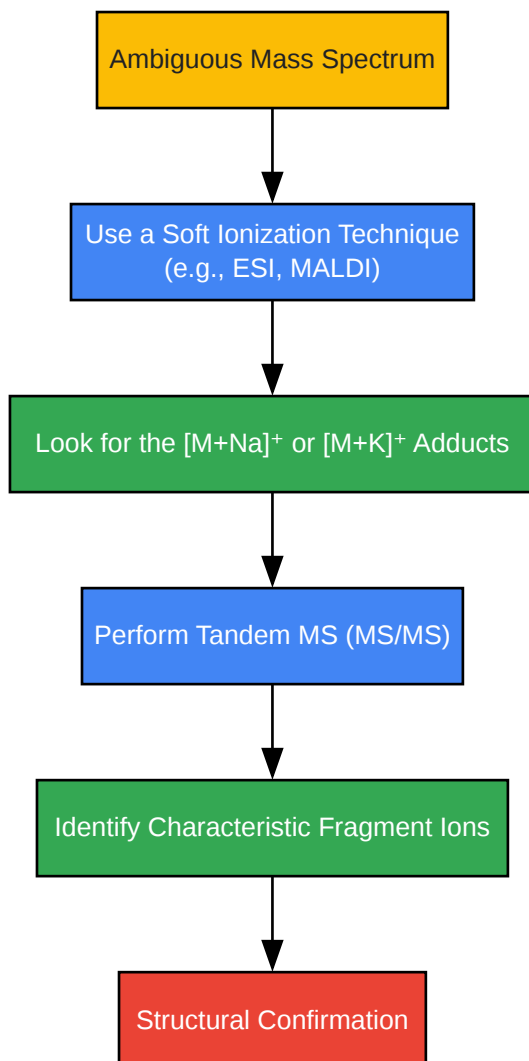 Ambiguous Mass Spectrum
Use a Soft Ionization Technique
(e.g., ESI, MALDI)
Look for the [M+Na]⁺ or [M+K]⁺ Adducts
Perform Tandem MS (MS/MS)
Identify Characteristic Fragment Ions
Structural Confirmation